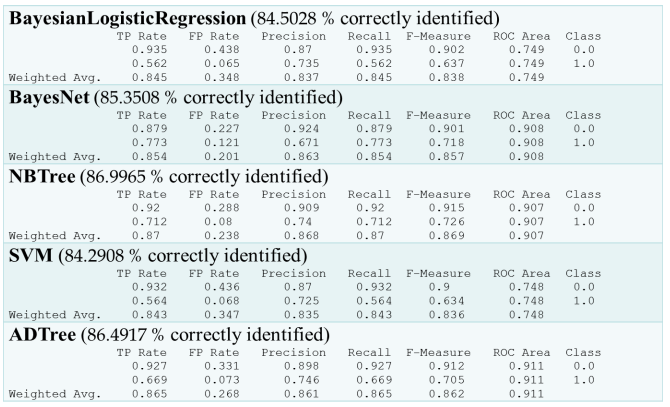 BayesianLogisticRegression (84.5028 % correctly identified)
TP Rate FP Rate Precision Recall F-Measure ROC Area Class
0.935 0.438 0.87 0.935 0.902 0.749 0.0
0.562 0.065 0.735 0.562 0.637 0.749 1.0
Weighted Avg. 0.845 0.348 0.837 0.845 0.838 0.749
BayesNet (85.3508 % correctly identified)
TP Rate FP Rate Precision Recall F-Measure ROC Area Class
0.879 0.227 0.924 0.879 0.901 0.908 0.0
0.773 0.121 0.671 0.773 0.718 0.908 1.0
Weighted Avg. 0.854 0.201 0.863 0.854 0.857 0.908
NBTree (86.9965 % correctly identified)
TP Rate FP Rate Precision Recall F-Measure ROC Area Class
0.92 0.288 0.909 0.92 0.915 0.907 0.0
0.712 0.08 0.74 0.712 0.726 0.907 1.0
Weighted Avg. 0.87 0.238 0.868 0.87 0.869 0.907
SVM (84.2908 % correctly identified)
TP Rate FP Rate Precision Recall F-Measure ROC Area Class
0.932 0.436 0.87 0.932 0.9 0.748 0.0
0.564 0.068 0.725 0.564 0.634 0.748 1.0
Weighted Avg. 0.843 0.347 0.835 0.843 0.836 0.748
ADTree (86.4917 % correctly identified)
TP Rate FP Rate Precision Recall F-Measure ROC Area Class
0.927 0.331 0.898 0.927 0.912 0.911 0.0
0.669 0.073 0.746 0.669 0.705 0.911 1.0
Weighted Avg. 0.865 0.268 0.861 0.865 0.862 0.911